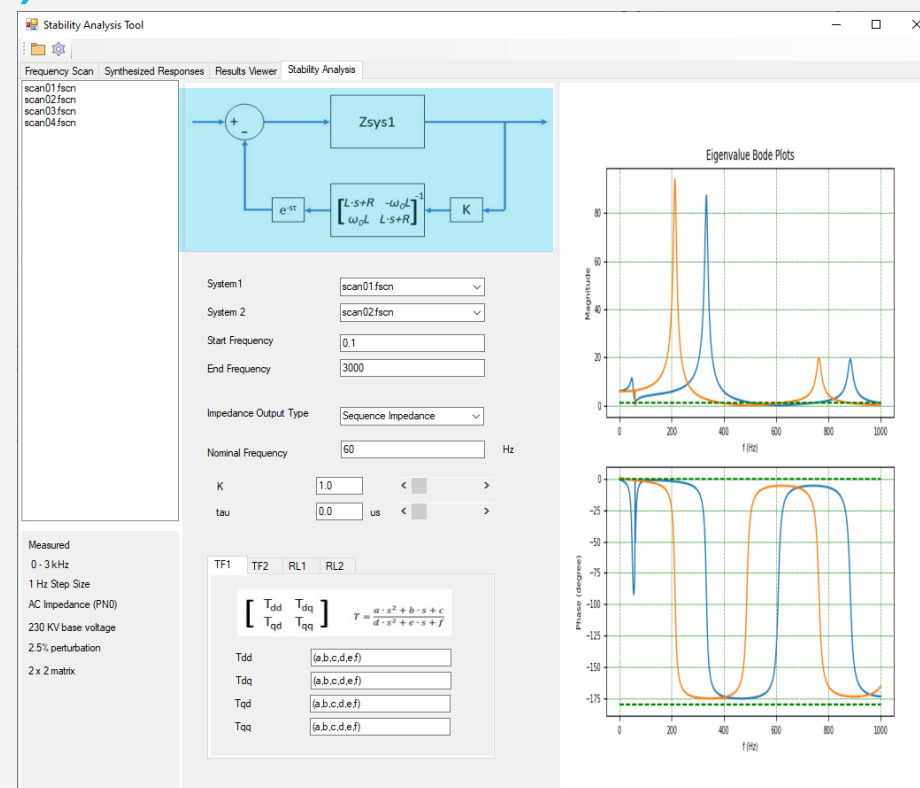 Stability Analysis Tool
Frequency Scan Synthesized Responses Results Viewer Stability Analysis
scan01.fscn
scan02.fscn
scan03.fscn
scan04.fscn
+
-
Zsys1
e^-sτ
[L·s+R -ω₀L
ω₀L L·s+R]^-1
K
System1 scan01.fscn
System 2 scan02.fscn
Start Frequency 0.1
End Frequency 3000
Impedance Output Type Sequence Impedance
Nominal Frequency 60 Hz
K 1.0 < >
tau 0.0 us < >
TF1 TF2 RL1 RL2
[Tdd Tdq
Tqd Tqq]
T = (a·s²+b·s+c)/(d·s²+e·s+f)
Tdd (a,b,c,d,e,f)
Tdq (a,b,c,d,e,f)
Tqd (a,b,c,d,e,f)
Tqq (a,b,c,d,e,f)
Measured
0 - 3 kHz
1 Hz Step Size
AC Impedance (PN0)
230 KV base voltage
2.5% perturbation
2 x 2 matrix
Eigenvalue Bode Plots
Magnitude
80
60
40
20
0
0 200 400 600 800 1000
f (Hz)
Phase (degree)
0
−25
−50
−75
−100
−125
−150
−175
0 200 400 600 800 1000
f (Hz)